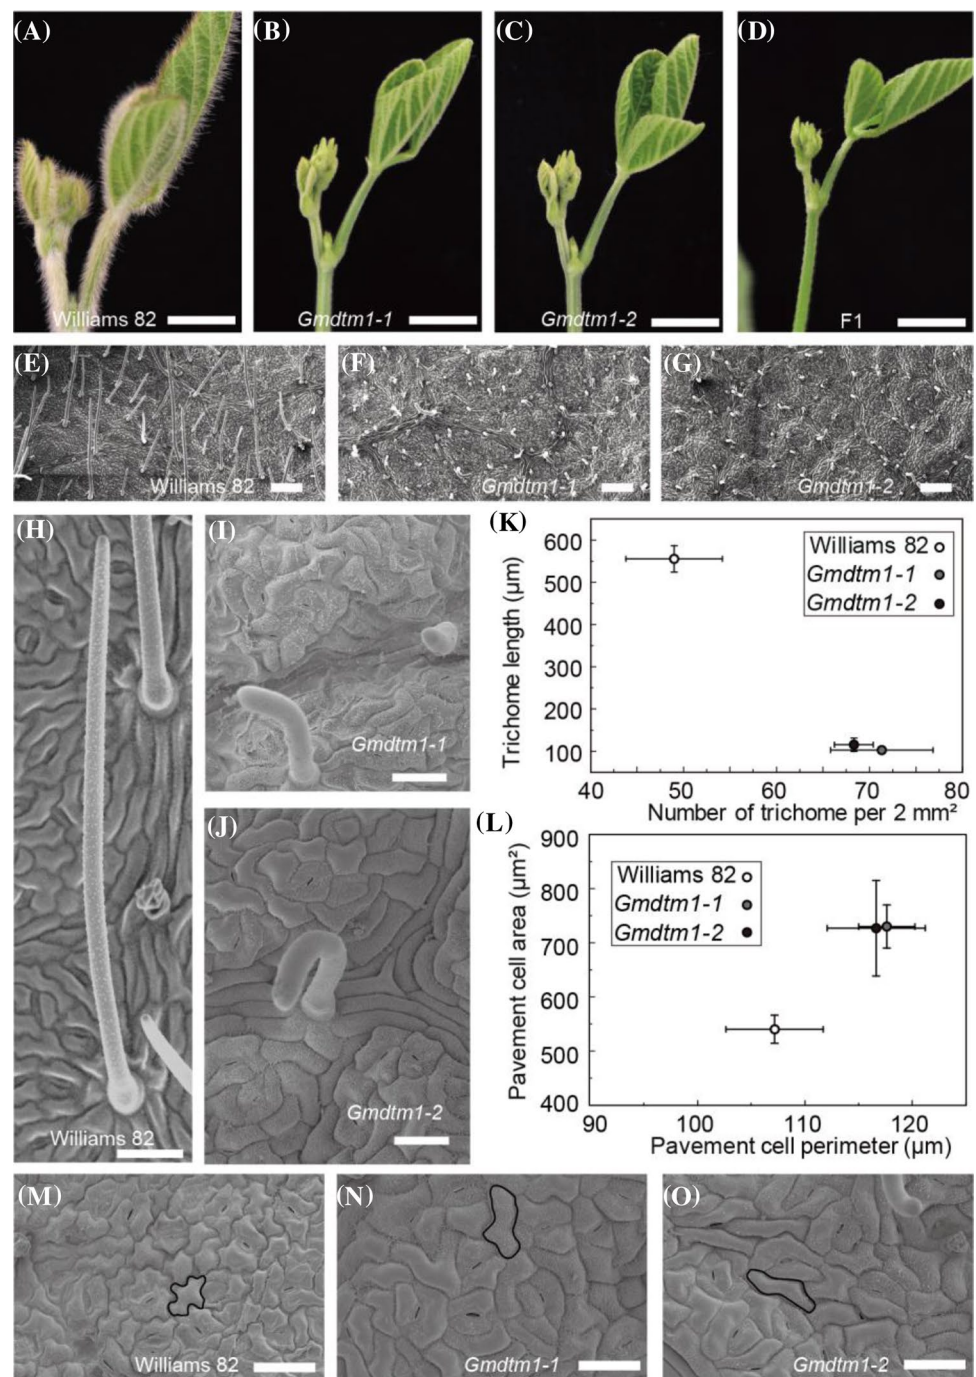 (A)
(B)
(C)
(D)
Williams 82
Gmdtm1-1
Gmdtm1-2
F1
(E)
(F)
(G)
Williams 82
Gmdtm1-1
Gmdtm1-2
(H)
Williams 82
(I)
Gmdtm1-1
(J)
Gmdtm1-2
(K)
Trichome length (µm)
600
500
400
300
200
100
Williams 82
Gmdtm1-1
Gmdtm1-2
40
50
60
70
80
Number of trichome per 2 mm²
(L)
Pavement cell area (µm²)
900
800
700
600
500
400
Williams 82
Gmdtm1-1
Gmdtm1-2
90
100
110
120
Pavement cell perimeter (µm)
(M)
Williams 82
(N)
Gmdtm1-1
(O)
Gmdtm1-2